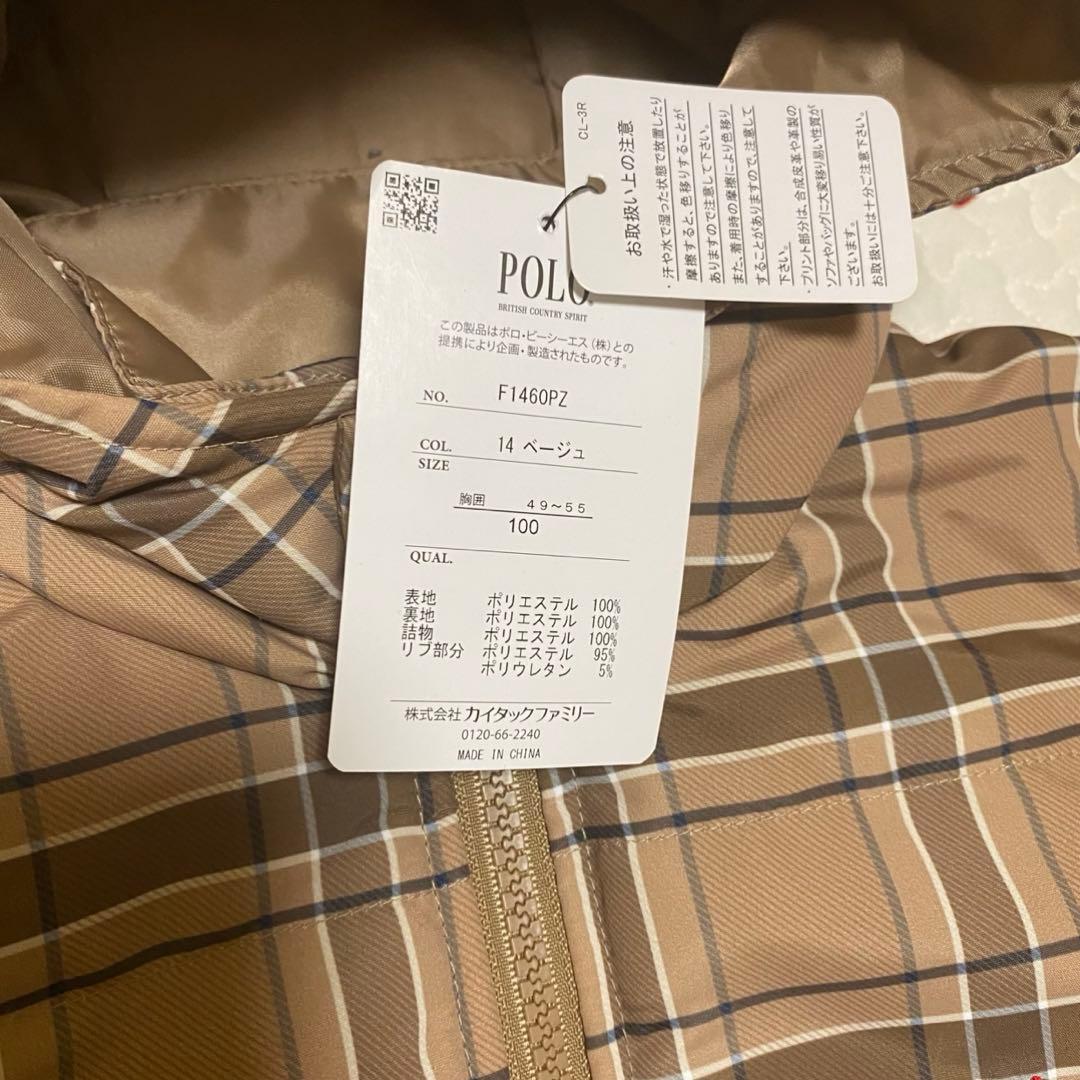 POLO
BRITISH COUNTRY SPIRIT
この製品はポロ・ビーシーエス(株)との
提携により企画・製造されたものです。
NO. F1460PZ
COL. 14 ベージュ
SIZE
胸囲 49～55
100
QUAL.
表地 ポリエステル 100%
裏地 ポリエステル 100%
詰物 ポリエステル 100%
リブ部分 ポリエステル 95%
ポリウレタン 5%
株式会社 カイタックファミリー
0120-66-2240
MADE IN CHINA
CL-3R
お取扱い上の注意
・汗や水で湿った状態で放置したり
摩擦すると、色移りすることが
ありますので注意して下さい。
また、着用時の摩擦により色移り
することがありますので、注意して
下さい。
・プリント部分は、合成皮革や革製の
ソファやバッグに大変移り易い性質が
ございます。
お取扱いには十分ご注意下さい。